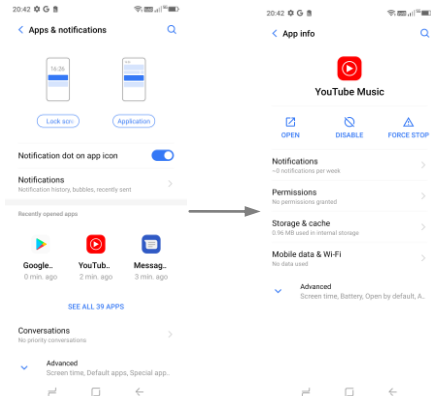 20:42
Apps & notifications
16:36
Lock scr
Application
Notification dot on app icon
Notifications
Notification history, bubbles, recently sent
Recently opened apps
Google..
YouTub..
Messag..
0 min. ago
2 min. ago
3 min. ago
SEE ALL 39 APPS
Conversations
No priority conversations
Advanced
Screen time, Default apps, Special app..
20:42
App info
YouTube Music
OPEN
DISABLE
FORCE STOP
Notifications
~0 notifications per week
Permissions
No permissions granted
Storage & cache
0.96 MB used in internal storage
Mobile data & Wi-Fi
No data used
Advanced
Screen time, Battery, Open by default, A..